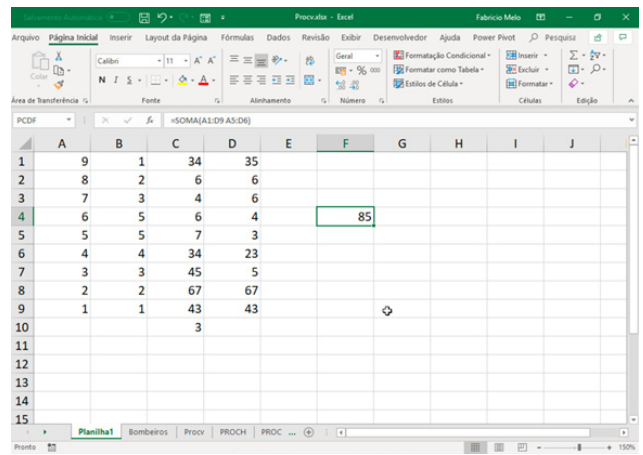 Salvamento Automático Procv.xlsx - Excel Fabricio Melo
Arquivo Página Inicial Inserir Layout da Página Fórmulas Dados Revisão Exibir Desenvolvedor Ajuda Power Pivot Pesquisa
Colar Calibri 11 A A Geral Formatação Condicional Inserir
N I S A % 000 Formatar como Tabela Excluir
Estilos de Célula Formatar
Área de Transferência Fonte Alinhamento Número Estilos Células Edição
PCDF fx =SOMA(A1:D9 A5:D6)
A B C D E F G H I J
1 9 1 34 35
2 8 2 6 6
3 7 3 4 6
4 6 5 6 4 85
5 5 5 7 3
6 4 4 34 23
7 3 3 45 5
8 2 2 67 67
9 1 1 43 43
10 3
11
12
13
14
15
Planilha1 Bombeiros Procv PROCH PROC ...
Pronto 150%